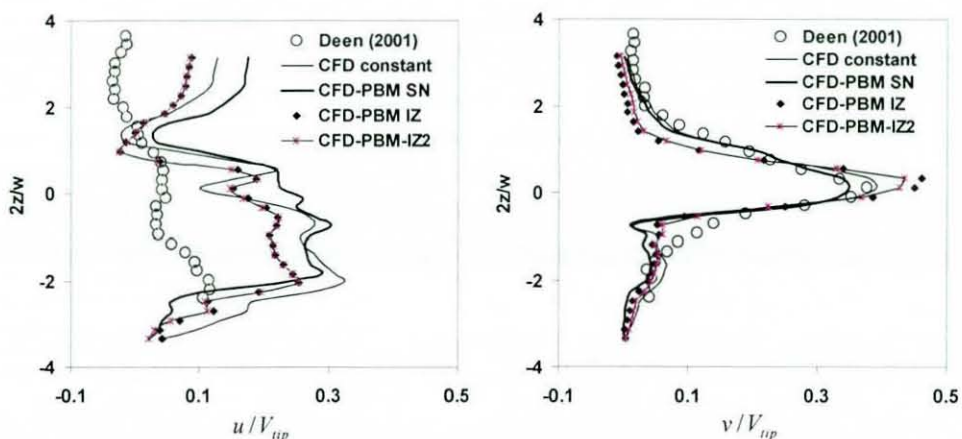 4
2
0
-2
-4
2z/w
Deen (2001)
CFD constant
CFD-PBM SN
CFD-PBM IZ
CFD-PBM-IZ2
-0.1
0.1
0.3
0.5
u/V_tip
4
2
0
-2
-4
2z/w
Deen (2001)
CFD constant
CFD-PBM SN
CFD-PBM IZ
CFD-PBM-IZ2
-0.1
0.1
0.3
0.5
v/V_tip